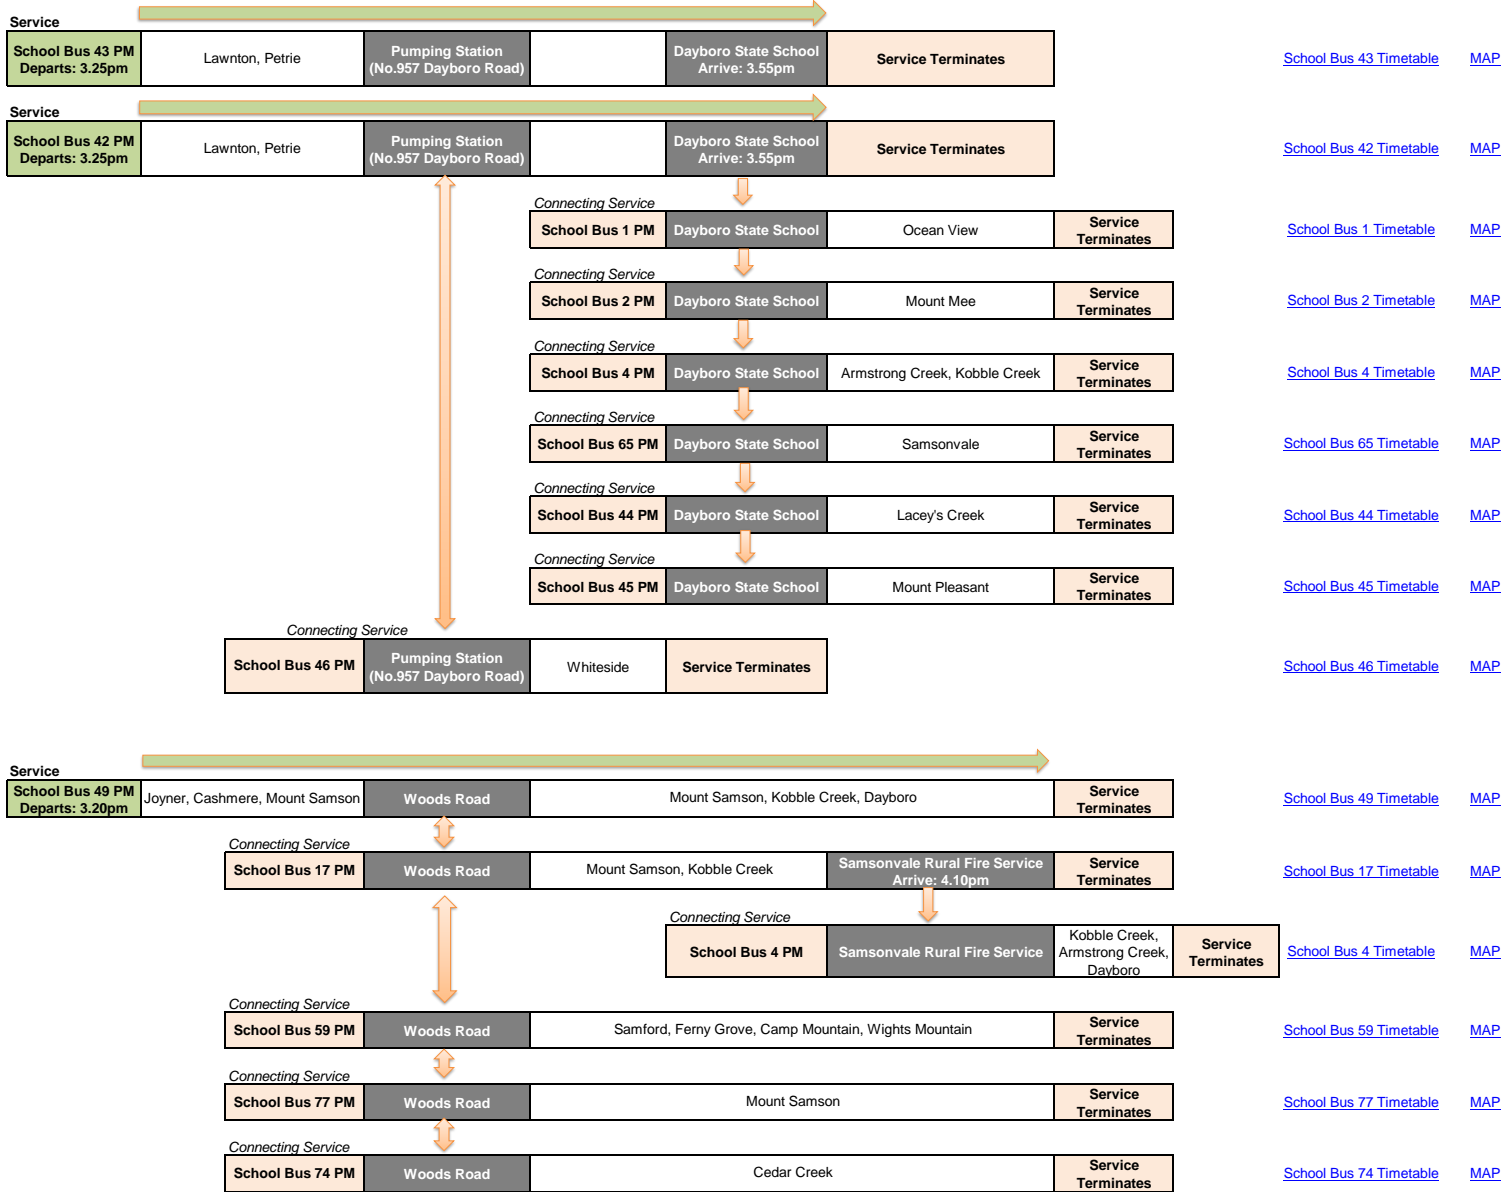 Service
School Bus 43 PM
Departs: 3.25pm
Lawnton, Petrie
Pumping Station
(No.957 Dayboro Road)
Dayboro State School
Arrive: 3.55pm
Service Terminates
School Bus 43 Timetable
MAP
Service
School Bus 42 PM
Departs: 3.25pm
Lawnton, Petrie
Pumping Station
(No.957 Dayboro Road)
Dayboro State School
Arrive: 3.55pm
Service Terminates
School Bus 42 Timetable
MAP
Connecting Service
School Bus 1 PM
Dayboro State School
Ocean View
Service
Terminates
School Bus 1 Timetable
MAP
Connecting Service
School Bus 2 PM
Dayboro State School
Mount Mee
Service
Terminates
School Bus 2 Timetable
MAP
Connecting Service
School Bus 4 PM
Dayboro State School
Armstrong Creek, Kobble Creek
Service
Terminates
School Bus 4 Timetable
MAP
Connecting Service
School Bus 65 PM
Dayboro State School
Samsonvale
Service
Terminates
School Bus 65 Timetable
MAP
Connecting Service
School Bus 44 PM
Dayboro State School
Lacey's Creek
Service
Terminates
School Bus 44 Timetable
MAP
Connecting Service
School Bus 45 PM
Dayboro State School
Mount Pleasant
Service
Terminates
School Bus 45 Timetable
MAP
Connecting Service
School Bus 46 PM
Pumping Station
(No.957 Dayboro Road)
Whiteside
Service Terminates
School Bus 46 Timetable
MAP
Service
School Bus 49 PM
Departs: 3.20pm
Joyner, Cashmere, Mount Samson
Woods Road
Mount Samson, Kobble Creek, Dayboro
Service
Terminates
School Bus 49 Timetable
MAP
Connecting Service
School Bus 17 PM
Woods Road
Mount Samson, Kobble Creek
Samsonvale Rural Fire Service
Arrive: 4.10pm
Service
Terminates
School Bus 17 Timetable
MAP
Connecting Service
School Bus 4 PM
Samsonvale Rural Fire Service
Kobble Creek,
Armstrong Creek,
Dayboro
Service
Terminates
School Bus 4 Timetable
MAP
Connecting Service
School Bus 59 PM
Woods Road
Samford, Ferny Grove, Camp Mountain, Wights Mountain
Service
Terminates
School Bus 59 Timetable
MAP
Connecting Service
School Bus 77 PM
Woods Road
Mount Samson
Service
Terminates
School Bus 77 Timetable
MAP
Connecting Service
School Bus 74 PM
Woods Road
Cedar Creek
Service
Terminates
School Bus 74 Timetable
MAP